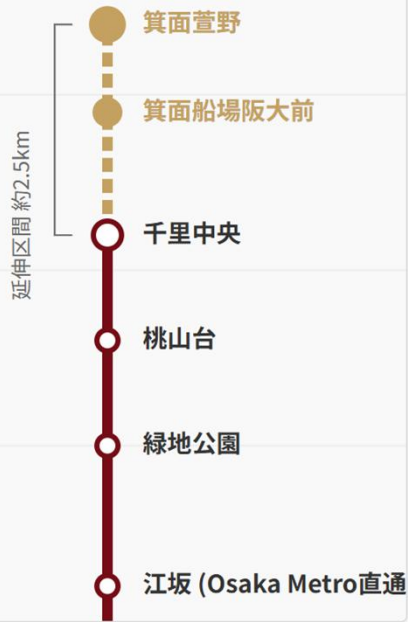 箕面萱野
箕面船場阪大前
延伸区間 約2.5km
千里中央
桃山台
緑地公園
江坂 (Osaka Metro直通